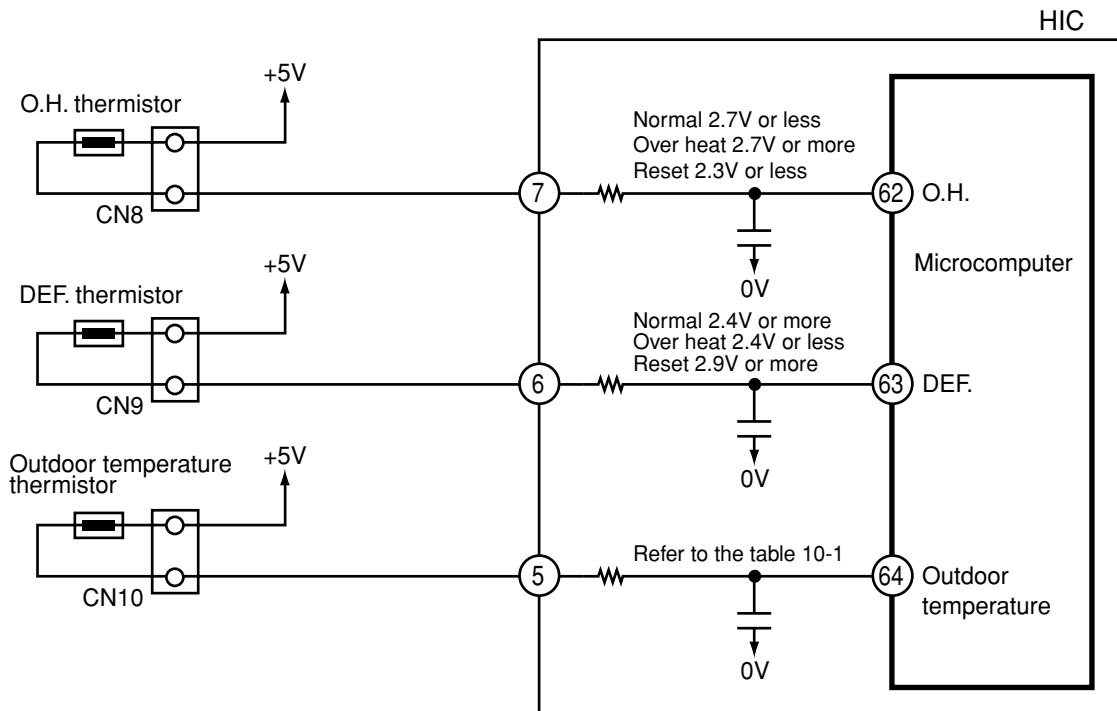 HIC
+5V
O.H. thermistor
CN8
Normal 2.7V or less
Over heat 2.7V or more
Reset 2.3V or less
7
62
O.H.
0V
Microcomputer
+5V
DEF. thermistor
CN9
Normal 2.4V or more
Over heat 2.4V or less
Reset 2.9V or more
6
63
DEF.
0V
+5V
Outdoor temperature
thermistor
CN10
Refer to the table 10-1
5
64
Outdoor
temperature
0V